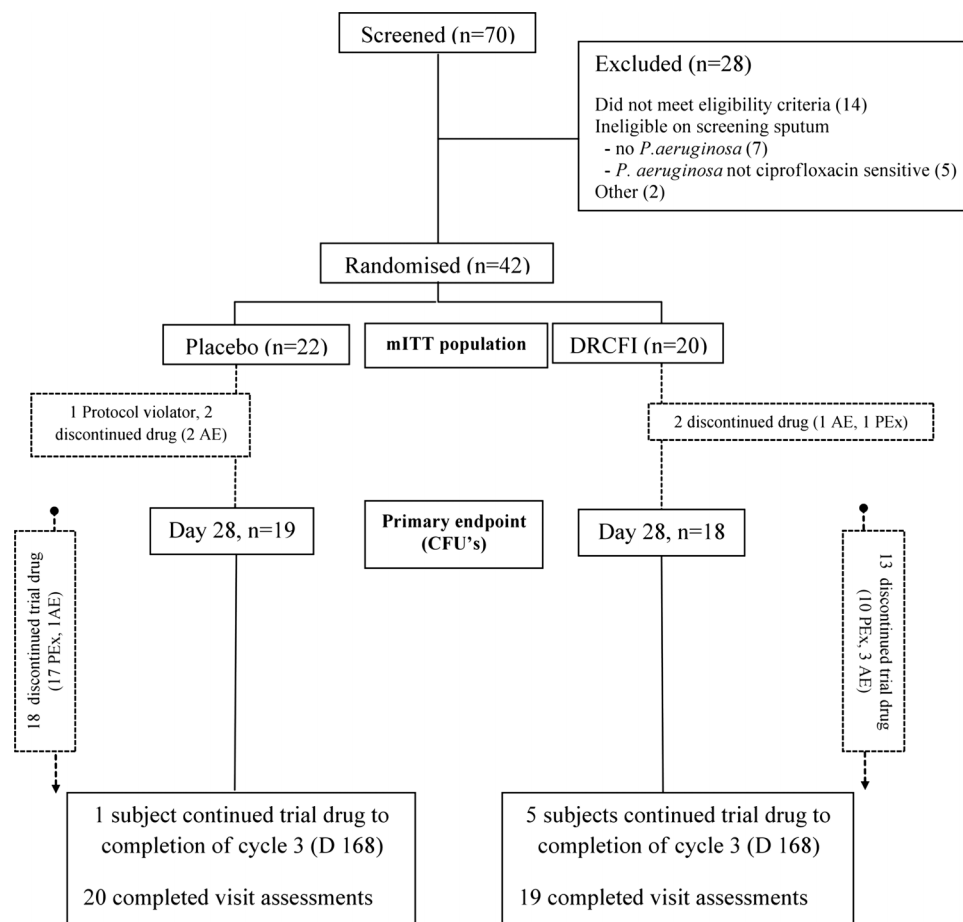 Screened (n=70)
Excluded (n=28)
Did not meet eligibility criteria (14)
Ineligible on screening sputum
- no P.aeruginosa (7)
- P. aeruginosa not ciprofloxacin sensitive (5)
Other (2)
Randomised (n=42)
Placebo (n=22)
mITT population
DRCFI (n=20)
1 Protocol violator, 2
discontinued drug (2 AE)
2 discontinued drug (1 AE, 1 PEx)
Day 28, n=19
Primary endpoint
(CFU's)
Day 28, n=18
18 discontinued trial drug
(17 PEx, 1AE)
13 discontinued trial drug
(10 PEx, 3 AE)
1 subject continued trial drug to
completion of cycle 3 (D 168)
20 completed visit assessments
5 subjects continued trial drug to
completion of cycle 3 (D 168)
19 completed visit assessments